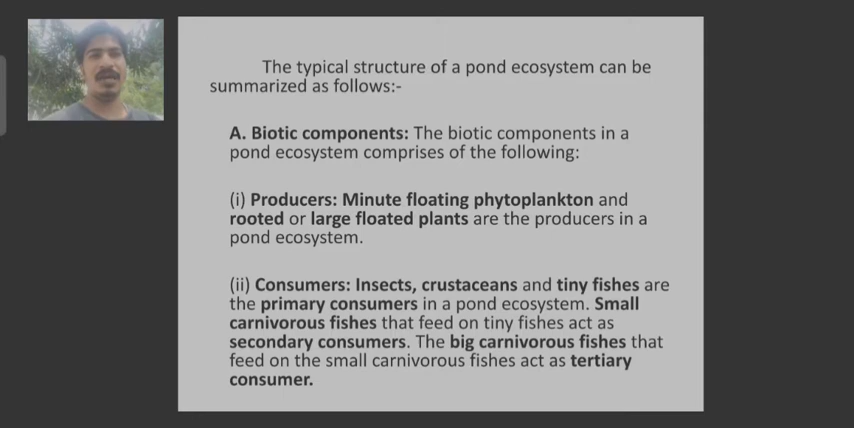 The typical structure of a pond ecosystem can be
summarized as follows:-
A. Biotic components: The biotic components in a
pond ecosystem comprises of the following:
(i) Producers: Minute floating phytoplankton and
rooted or large floated plants are the producers in a
pond ecosystem.
(ii) Consumers: Insects, crustaceans and tiny fishes are
the primary consumers in a pond ecosystem. Small
carnivorous fishes that feed on tiny fishes act as
secondary consumers. The big carnivorous fishes that
feed on the small carnivorous fishes act as tertiary
consumer.